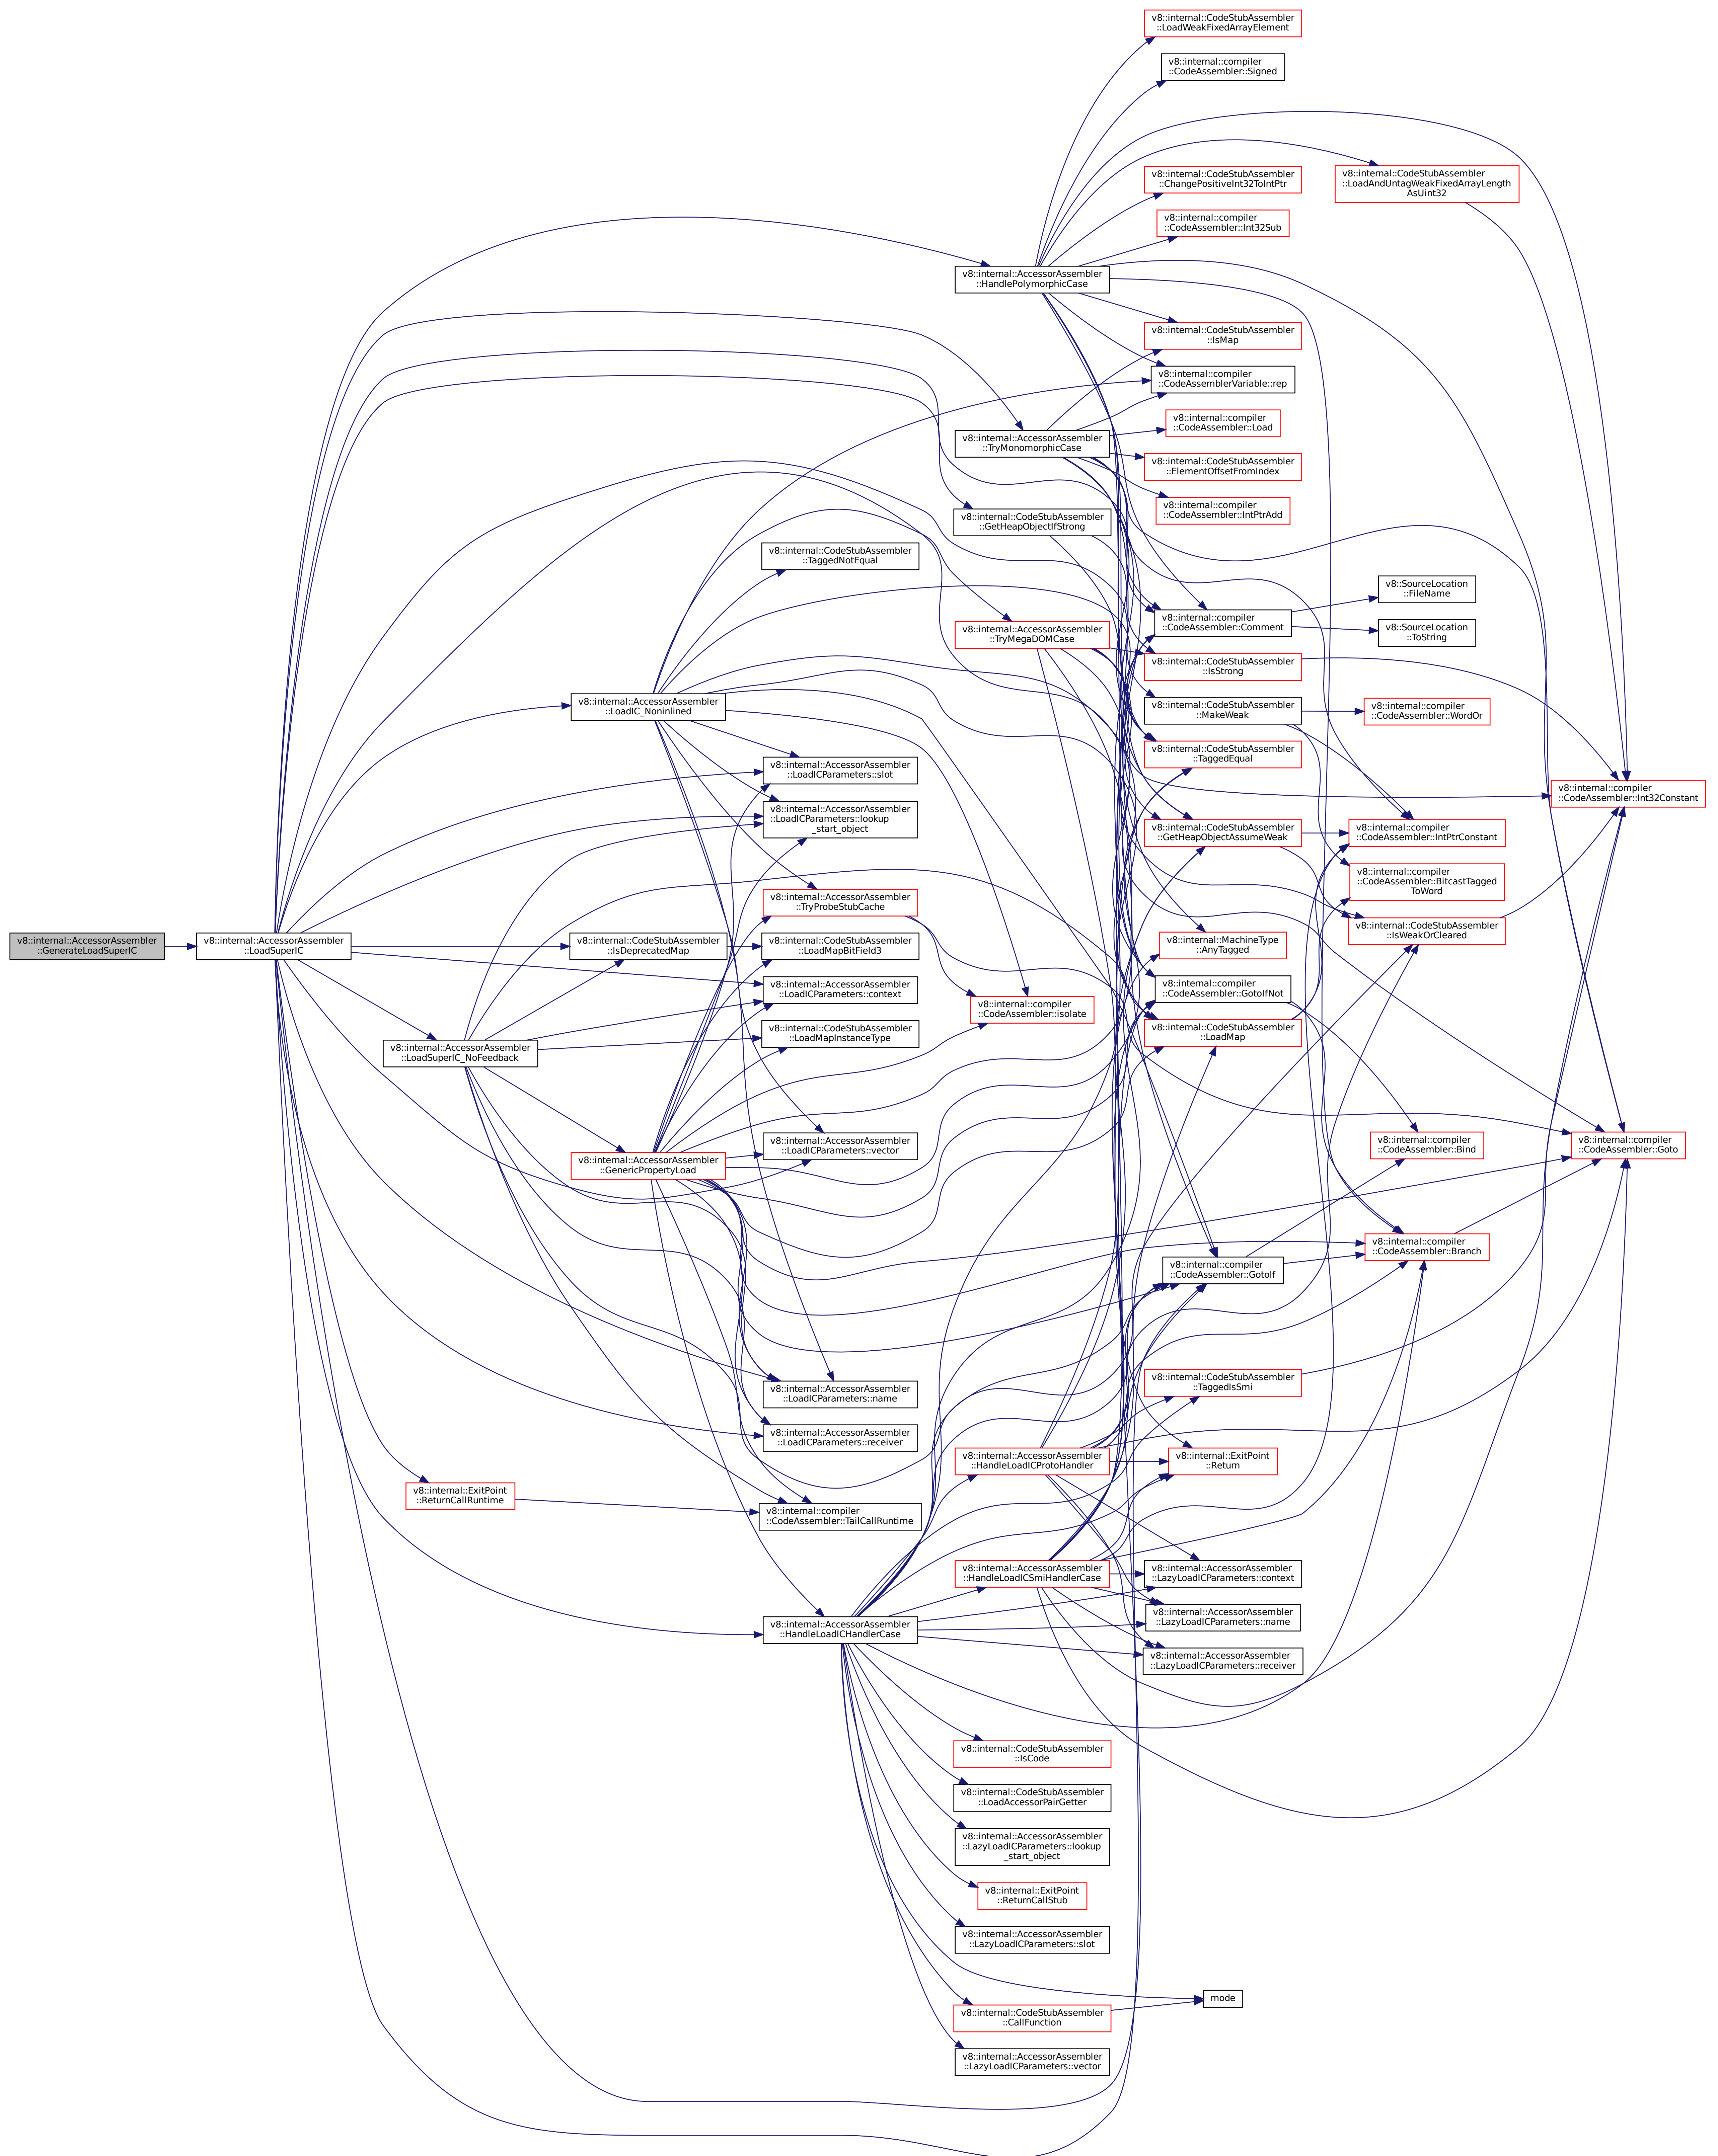 v8::internal::CodeStubAssembler
::LoadWeakFixedArrayElement
v8::internal::compiler
::CodeAssembler::Signed
v8::internal::CodeStubAssembler
::ChangePositiveInt32ToIntPtr
v8::internal::CodeStubAssembler
::LoadAndUntagWeakFixedArrayLength
AsUint32
v8::internal::compiler
::CodeAssembler::Int32Sub
v8::internal::AccessorAssembler
::HandlePolymorphicCase
v8::internal::CodeStubAssembler
::IsMap
v8::internal::compiler
::CodeAssemblerVariable::rep
v8::internal::compiler
::CodeAssembler::Load
v8::internal::AccessorAssembler
::TryMonomorphicCase
v8::internal::CodeStubAssembler
::ElementOffsetFromIndex
v8::internal::compiler
::CodeAssembler::IntPtrAdd
v8::internal::CodeStubAssembler
::GetHeapObjectIfStrong
v8::internal::CodeStubAssembler
::TaggedNotEqual
v8::SourceLocation
::FileName
v8::internal::compiler
::CodeAssembler::Comment
v8::SourceLocation
::ToString
v8::internal::AccessorAssembler
::TryMegaDOMCase
v8::internal::CodeStubAssembler
::IsStrong
v8::internal::AccessorAssembler
::LoadIC_Noninlined
v8::internal::CodeStubAssembler
::MakeWeak
v8::internal::compiler
::CodeAssembler::WordOr
v8::internal::CodeStubAssembler
::TaggedEqual
v8::internal::AccessorAssembler
::LoadICParameters::slot
v8::internal::compiler
::CodeAssembler::Int32Constant
v8::internal::AccessorAssembler
::LoadICParameters::lookup
_start_object
v8::internal::CodeStubAssembler
::GetHeapObjectAssumeWeak
v8::internal::compiler
::CodeAssembler::IntPtrConstant
v8::internal::compiler
::CodeAssembler::BitcastTagged
ToWord
v8::internal::AccessorAssembler
::TryProbeStubCache
v8::internal::CodeStubAssembler
::IsWeakOrCleared
v8::internal::AccessorAssembler
::GenerateLoadSuperIC
v8::internal::AccessorAssembler
::LoadSuperIC
v8::internal::CodeStubAssembler
::IsDeprecatedMap
v8::internal::CodeStubAssembler
::LoadMapBitField3
v8::internal::MachineType
::AnyTagged
v8::internal::AccessorAssembler
::LoadICParameters::context
v8::internal::compiler
::CodeAssembler::GotoIfNot
v8::internal::compiler
::CodeAssembler::isolate
v8::internal::CodeStubAssembler
::LoadMapInstanceType
v8::internal::CodeStubAssembler
::LoadMap
v8::internal::AccessorAssembler
::LoadSuperIC_NoFeedback
v8::internal::AccessorAssembler
::LoadICParameters::vector
v8::internal::compiler
::CodeAssembler::Bind
v8::internal::compiler
::CodeAssembler::Goto
v8::internal::AccessorAssembler
::GenericPropertyLoad
v8::internal::compiler
::CodeAssembler::Branch
v8::internal::compiler
::CodeAssembler::GotoIf
v8::internal::AccessorAssembler
::LoadICParameters::name
v8::internal::CodeStubAssembler
::TaggedIsSmi
v8::internal::AccessorAssembler
::LoadICParameters::receiver
v8::internal::AccessorAssembler
::HandleLoadICProtoHandler
v8::internal::ExitPoint
::Return
v8::internal::ExitPoint
::ReturnCallRuntime
v8::internal::compiler
::CodeAssembler::TailCallRuntime
v8::internal::AccessorAssembler
::HandleLoadICSmiHandlerCase
v8::internal::AccessorAssembler
::LazyLoadICParameters::context
v8::internal::AccessorAssembler
::LazyLoadICParameters::name
v8::internal::AccessorAssembler
::HandleLoadICHandlerCase
v8::internal::AccessorAssembler
::LazyLoadICParameters::receiver
v8::internal::CodeStubAssembler
::IsCode
v8::internal::CodeStubAssembler
::LoadAccessorPairGetter
v8::internal::AccessorAssembler
::LazyLoadICParameters::lookup
_start_object
v8::internal::ExitPoint
::ReturnCallStub
v8::internal::AccessorAssembler
::LazyLoadICParameters::slot
mode
v8::internal::CodeStubAssembler
::CallFunction
v8::internal::AccessorAssembler
::LazyLoadICParameters::vector